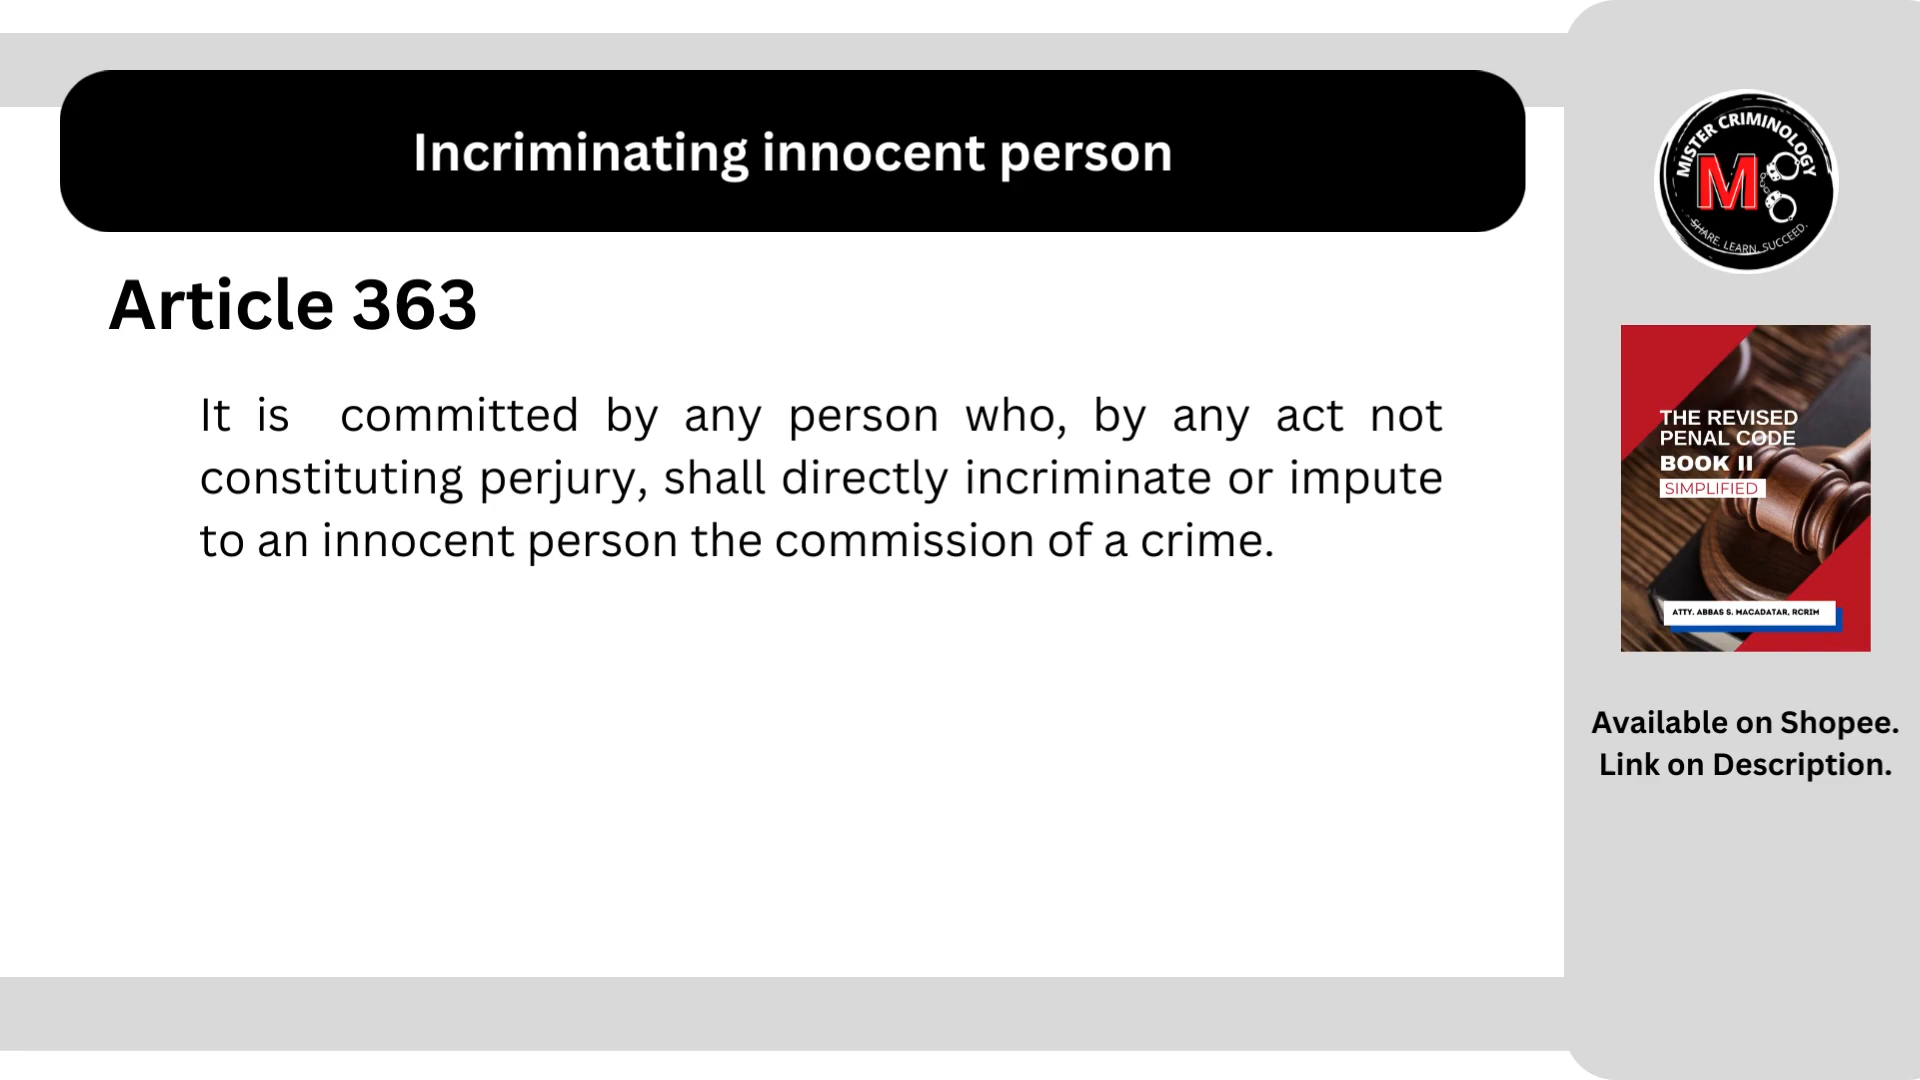 Incriminating innocent person
Article 363
It is committed by any person who, by any act not
constituting perjury, shall directly incriminate or impute
to an innocent person the commission of a crime.
MISTER CRIMINOLOGY
M
SHARE. LEARN. SUCCEED.
THE REVISED
PENAL CODE
BOOK II
SIMPLIFIED
ATTY. ABBAS S. MACADATAR, RCRIM
Available on Shopee.
Link on Description.